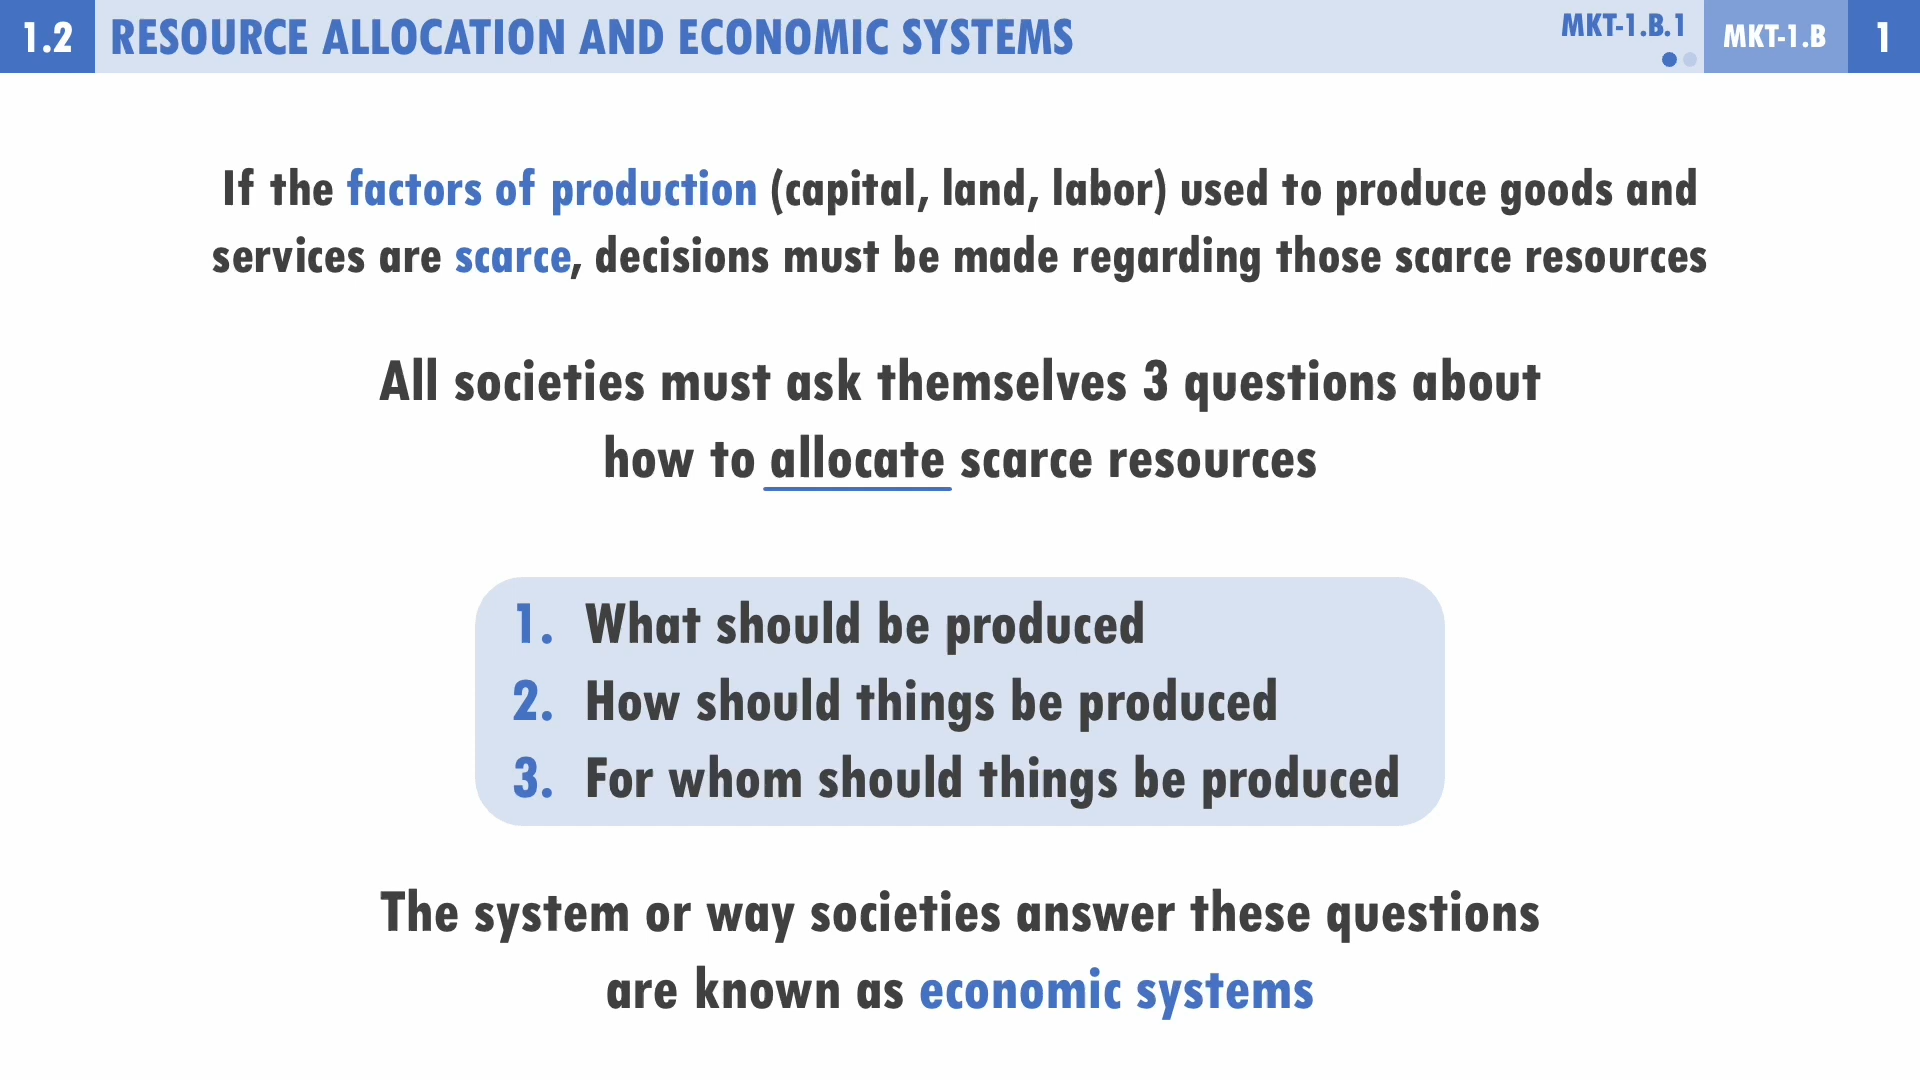 1.2 RESOURCE ALLOCATION AND ECONOMIC SYSTEMS MKT-1.B.1 MKT-1.B 1
If the factors of production (capital, land, labor) used to produce goods and
services are scarce, decisions must be made regarding those scarce resources
All societies must ask themselves 3 questions about
how to allocate scarce resources
1. What should be produced
2. How should things be produced
3. For whom should things be produced
The system or way societies answer these questions
are known as economic systems